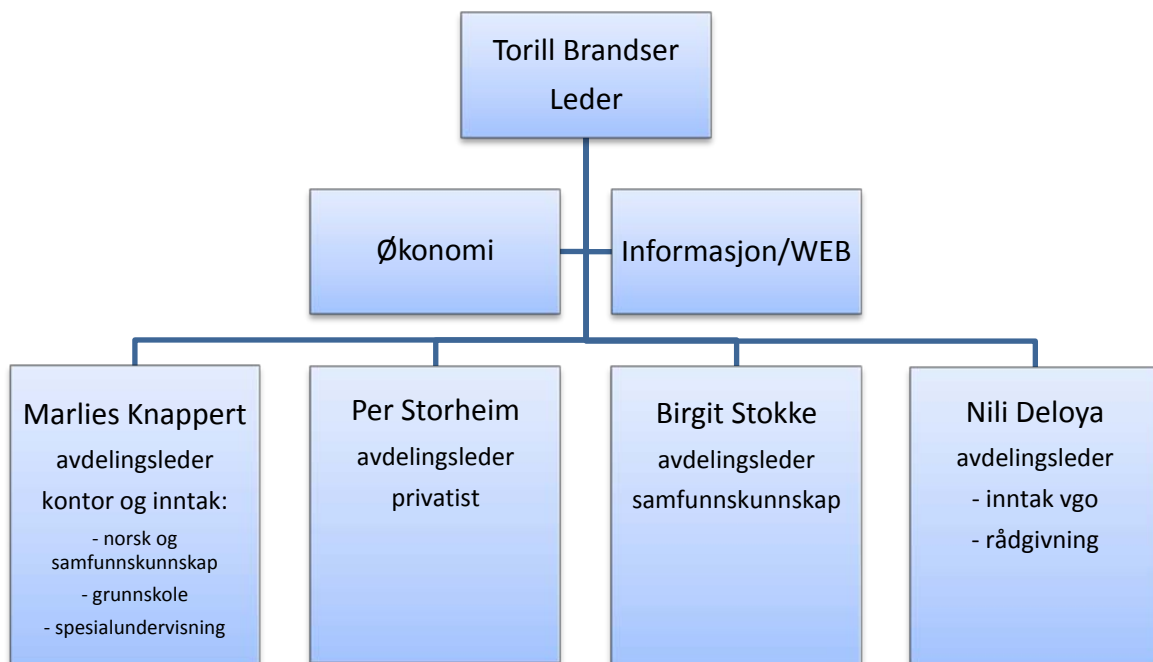 Torill Brandser
Leder
Økonomi
Informasjon/WEB
Marlies Knappert
avdelingsleder
kontor og inntak:
- norsk og
samfunnskunnskap
- grunnskole
- spesialundervisning
Per Storheim
avdelingsleder
privatist
Birgit Stokke
avdelingsleder
samfunnskunnskap
Nili Deloya
avdelingsleder
- inntak vgo
- rådgivning